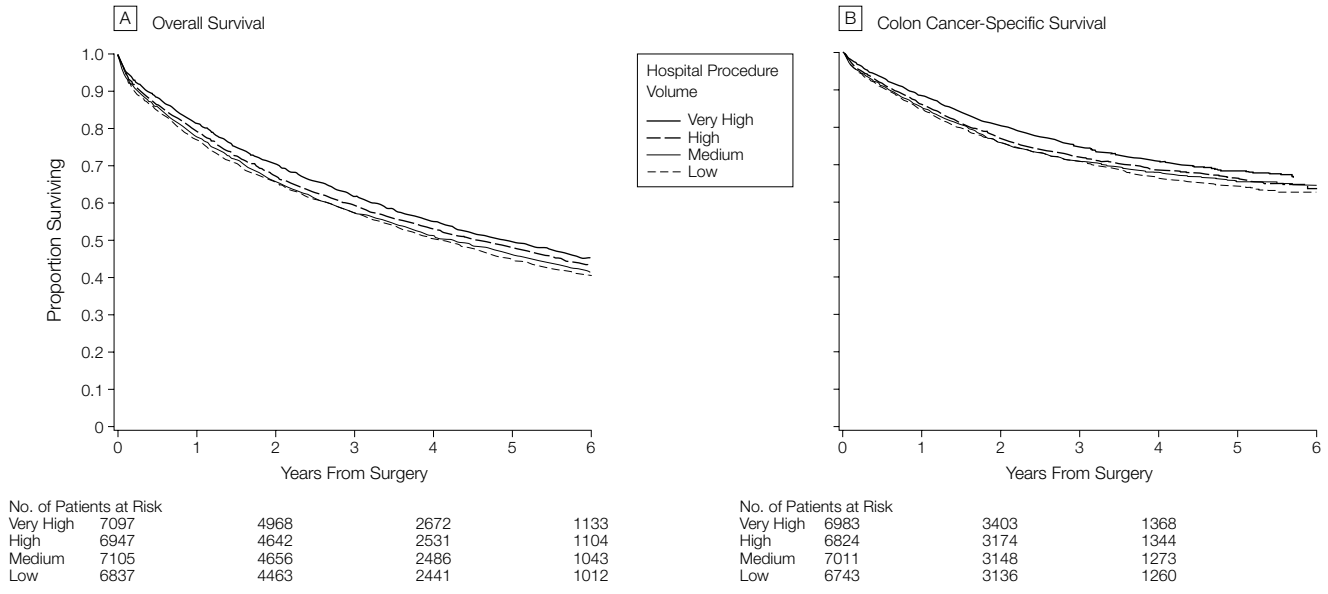 A Overall Survival
1.0
0.9
0.8
0.7
0.6
0.5
0.4
0.3
0.2
0.1
0
Proportion Surviving
0 1 2 3 4 5 6
Years From Surgery
No. of Patients at Risk
Very High 7097 4968 2672 1133
High 6947 4642 2531 1104
Medium 7105 4656 2486 1043
Low 6837 4463 2441 1012
Hospital Procedure
Volume
Very High
High
Medium
Low
B Colon Cancer-Specific Survival
0 1 2 3 4 5 6
Years From Surgery
No. of Patients at Risk
Very High 6983 3403 1368
High 6824 3174 1344
Medium 7011 3148 1273
Low 6743 3136 1260